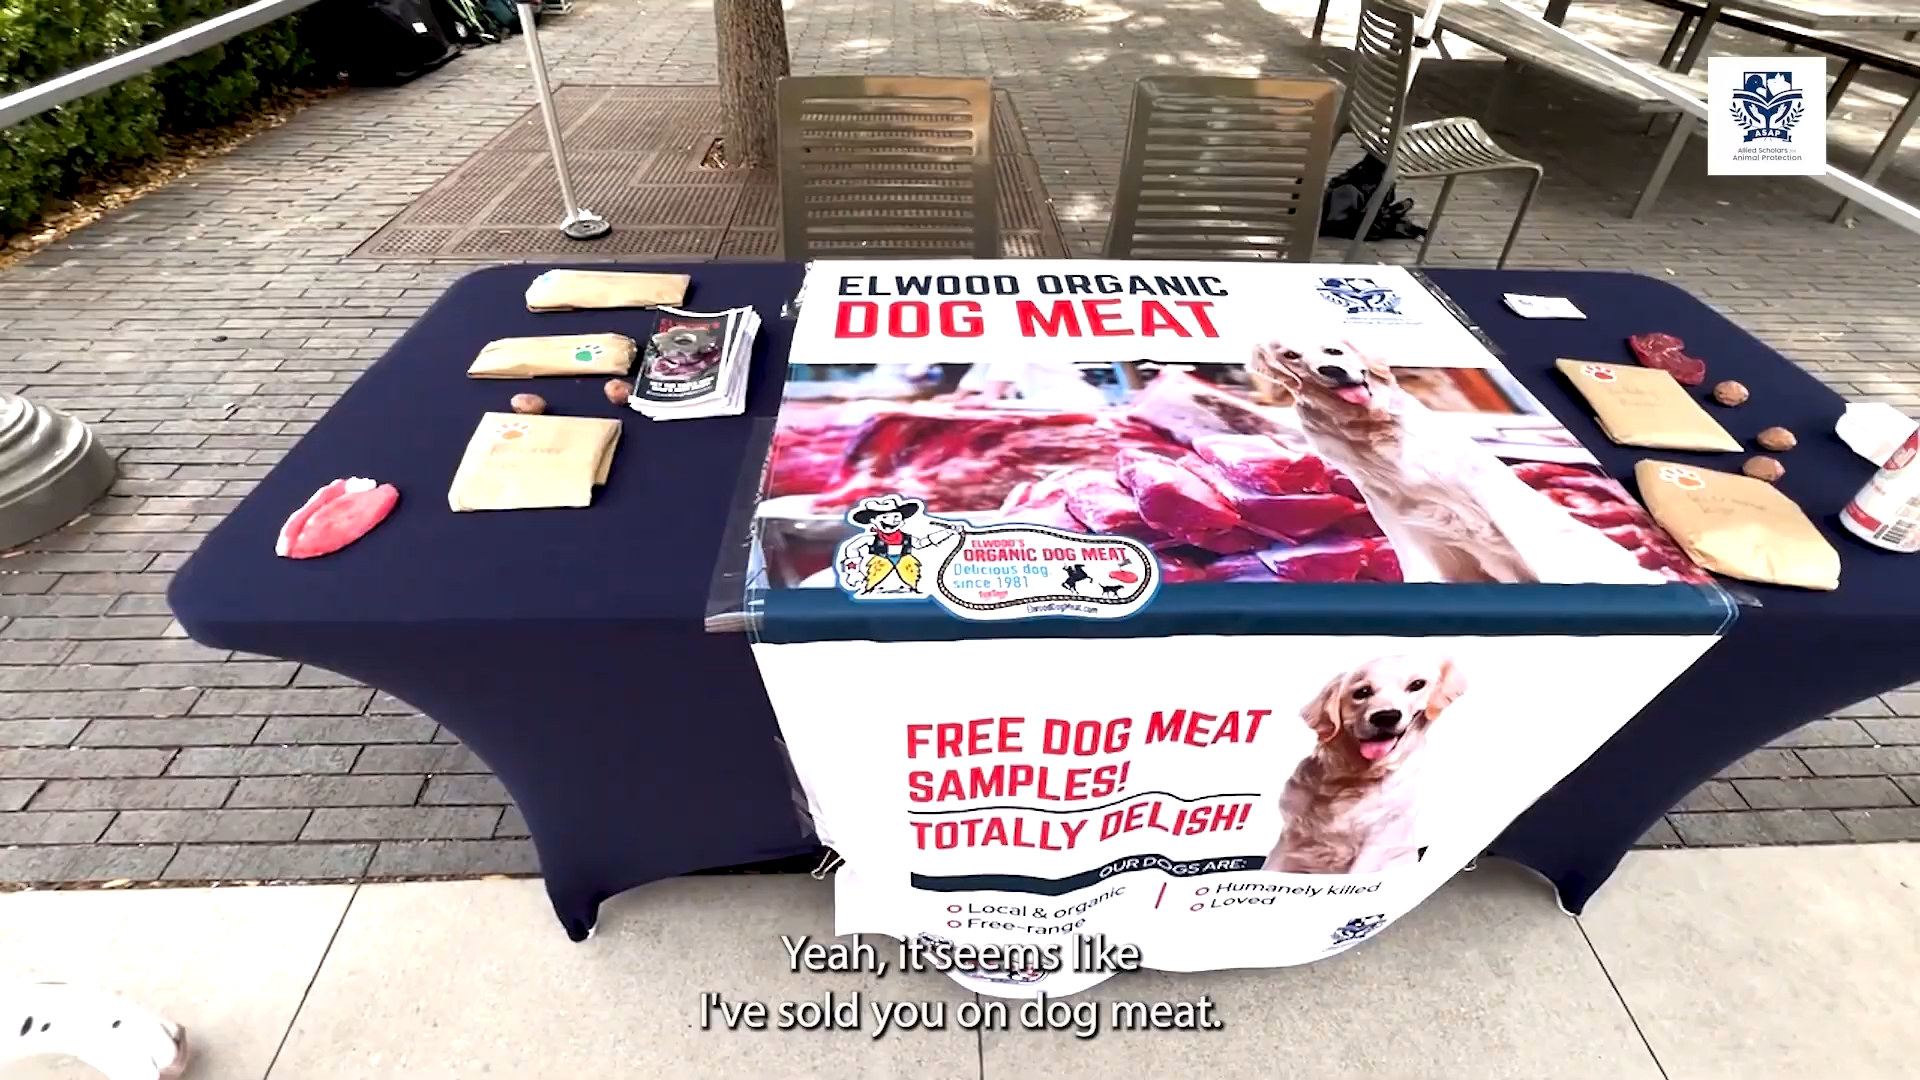 ASAP
Allied Scholars for
Animal Protection
ELWOOD ORGANIC
DOG MEAT
ELWOOD'S
ORGANIC DOG MEAT
Delicious dog
since 1981
ElwoodDogMeat.com
FREE DOG MEAT
SAMPLES!
TOTALLY DELISH!
OUR DOGS ARE:
Local & organic
Free-range
Humanely killed
Loved
Yeah, it seems like
I've sold you on dog meat.